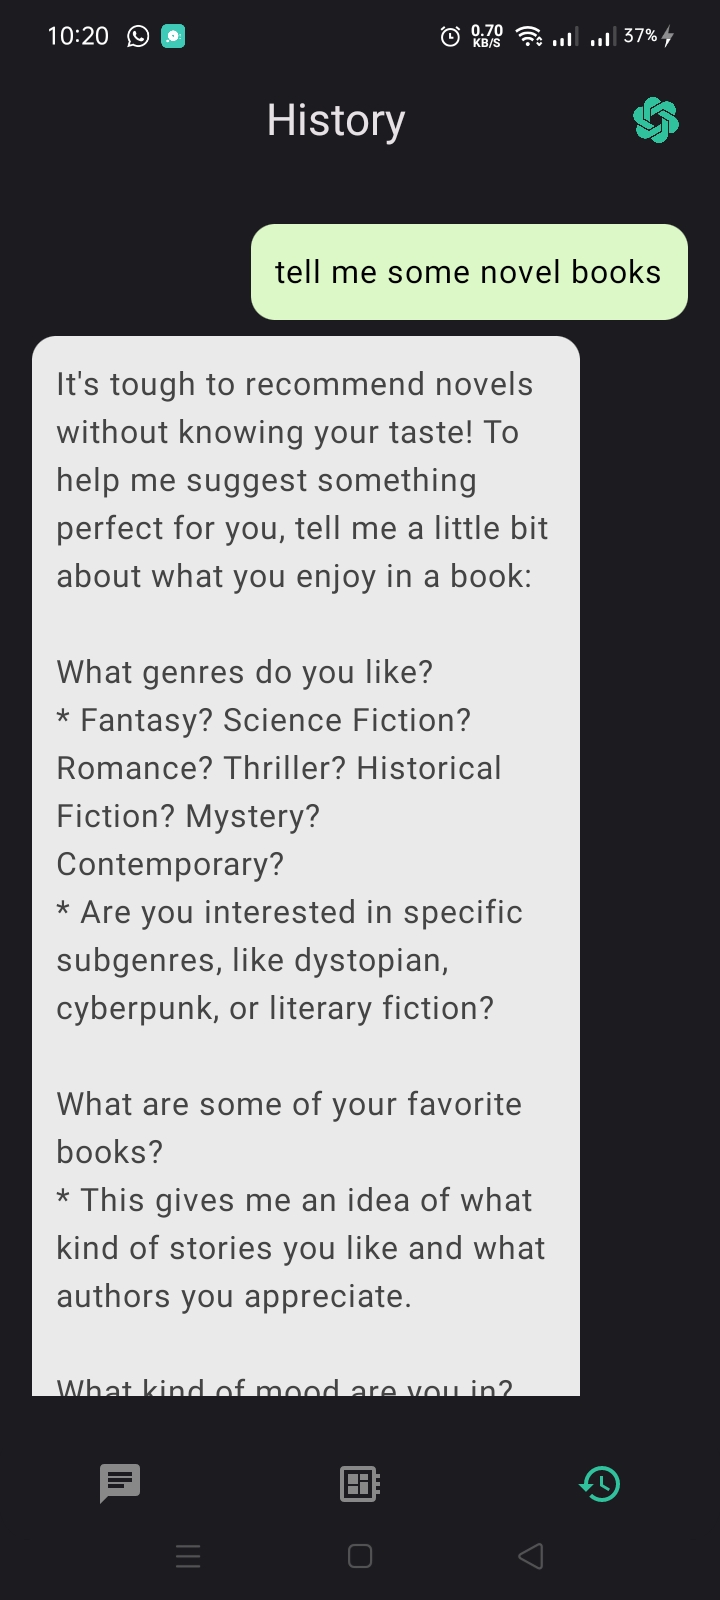 10:20
0.70
KB/S
37%
History
tell me some novel books
It's tough to recommend novels
without knowing your taste! To
help me suggest something
perfect for you, tell me a little bit
about what you enjoy in a book:
What genres do you like?
* Fantasy? Science Fiction?
Romance? Thriller? Historical
Fiction? Mystery?
Contemporary?
* Are you interested in specific
subgenres, like dystopian,
cyberpunk, or literary fiction?
What are some of your favorite
books?
* This gives me an idea of what
kind of stories you like and what
authors you appreciate.
What kind of mood are you in?